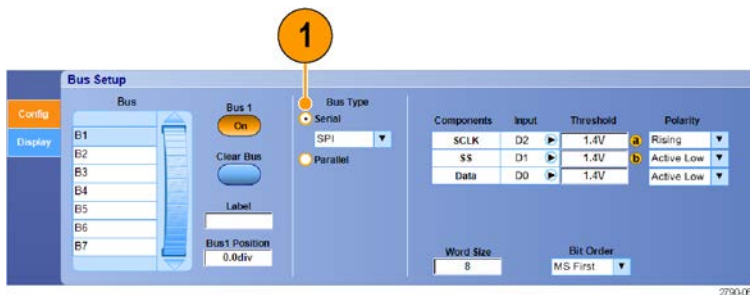 1
Bus Setup
Config
Display
Bus
B1
B2
B3
B4
B5
B6
B7
Bus 1
On
Clear Bus
Label
Bus1 Position
0.0div
Bus Type
Serial
SPI
Parallel
Components Input Threshold Polarity
SCLK D2 1.4V a Rising
SS D1 1.4V b Active Low
Data D0 1.4V Active Low
Word Size
8
Bit Order
MS First